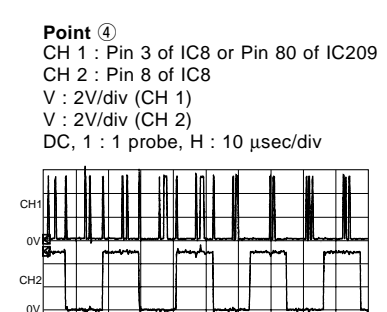 Point ④
CH 1 : Pin 3 of IC8 or Pin 80 of IC209
CH 2 : Pin 8 of IC8
V : 2V/div (CH 1)
V : 2V/div (CH 2)
DC, 1 : 1 probe, H : 10 μsec/div
CH1
0V
CH2
0V